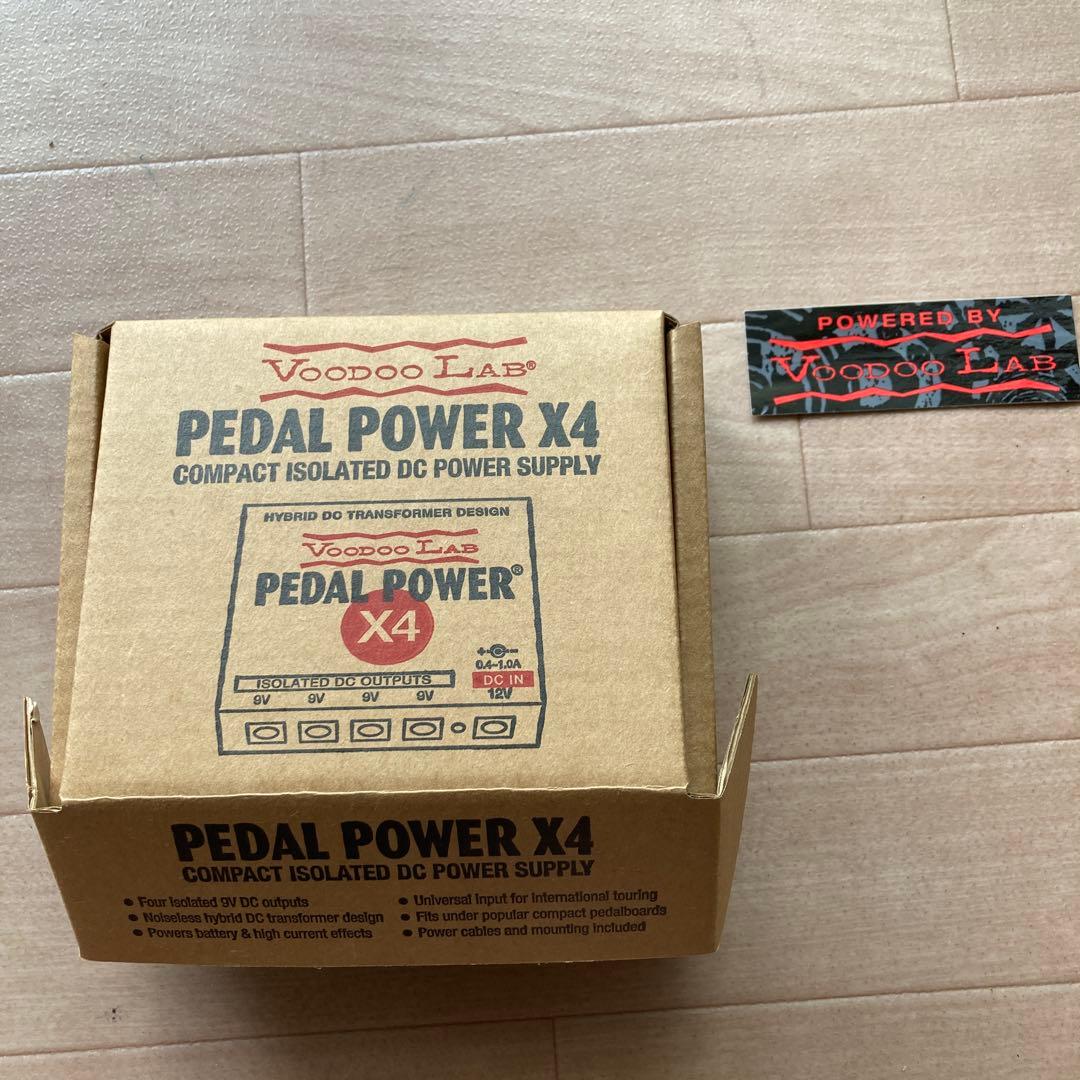 VOODOO LAB®
PEDAL POWER X4
COMPACT ISOLATED DC POWER SUPPLY
HYBRID DC TRANSFORMER DESIGN
VOODOO LAB
PEDAL POWER®
X4
0.4~1.0A
ISOLATED DC OUTPUTS DC IN
9V 9V 9V 9V 12V
PEDAL POWER X4
COMPACT ISOLATED DC POWER SUPPLY
• Four isolated 9V DC outputs
• Noiseless hybrid DC transformer design
• Powers battery & high current effects
• Universal input for international touring
• Fits under popular compact pedalboards
• Power cables and mounting included
POWERED BY
VOODOO LAB